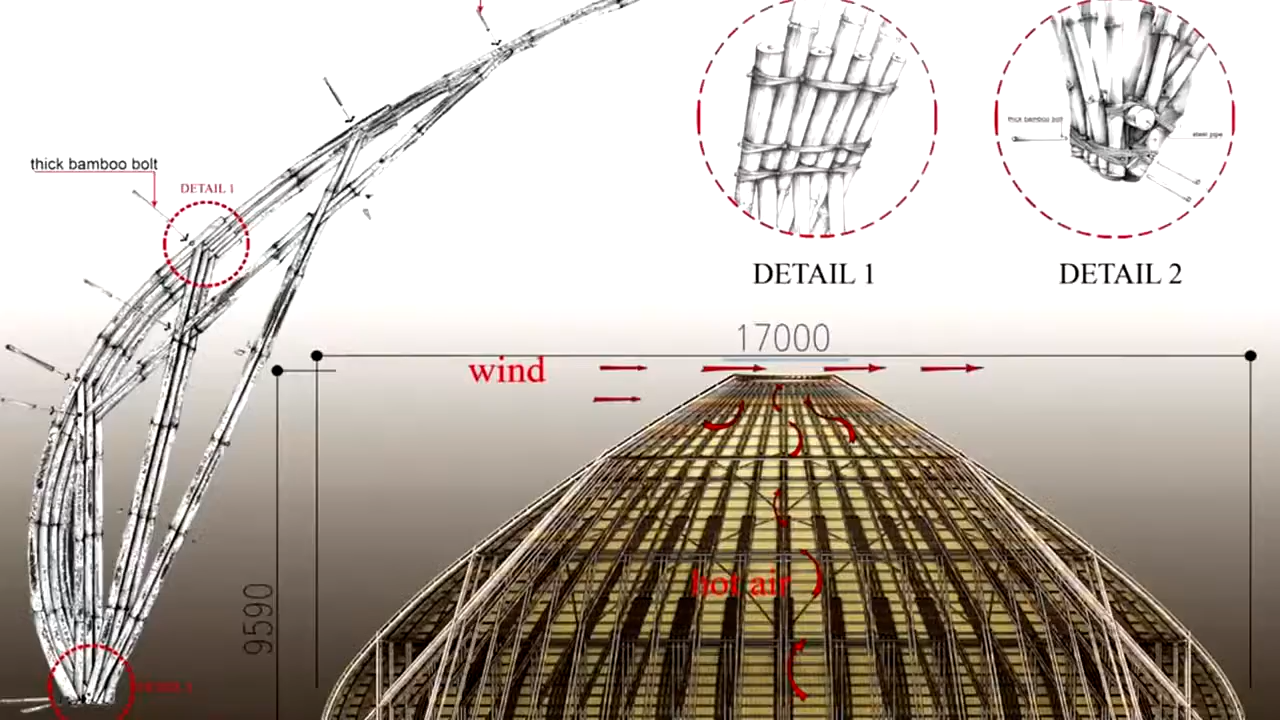 thick bamboo bolt
DETAIL 1
thick bamboo bolt
steel pipe
DETAIL 1
DETAIL 2
17000
wind
hot air
9590